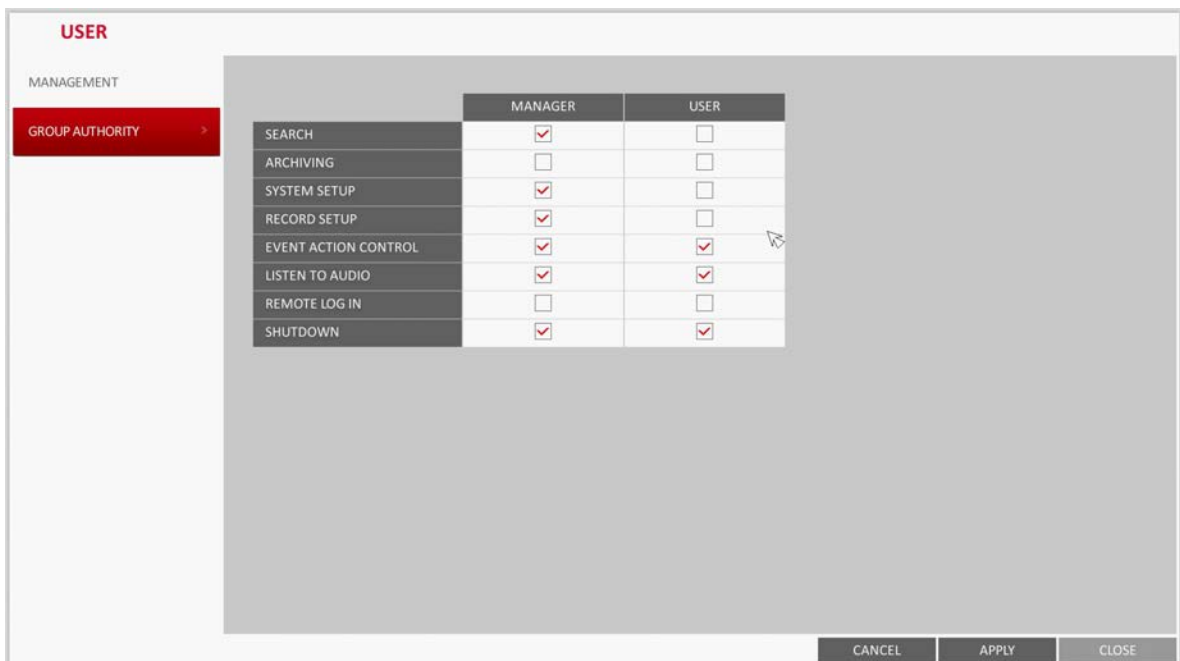 USER
MANAGEMENT
GROUP AUTHORITY >
MANAGER USER
SEARCH
ARCHIVING
SYSTEM SETUP
RECORD SETUP
EVENT ACTION CONTROL
LISTEN TO AUDIO
REMOTE LOG IN
SHUTDOWN
CANCEL APPLY CLOSE